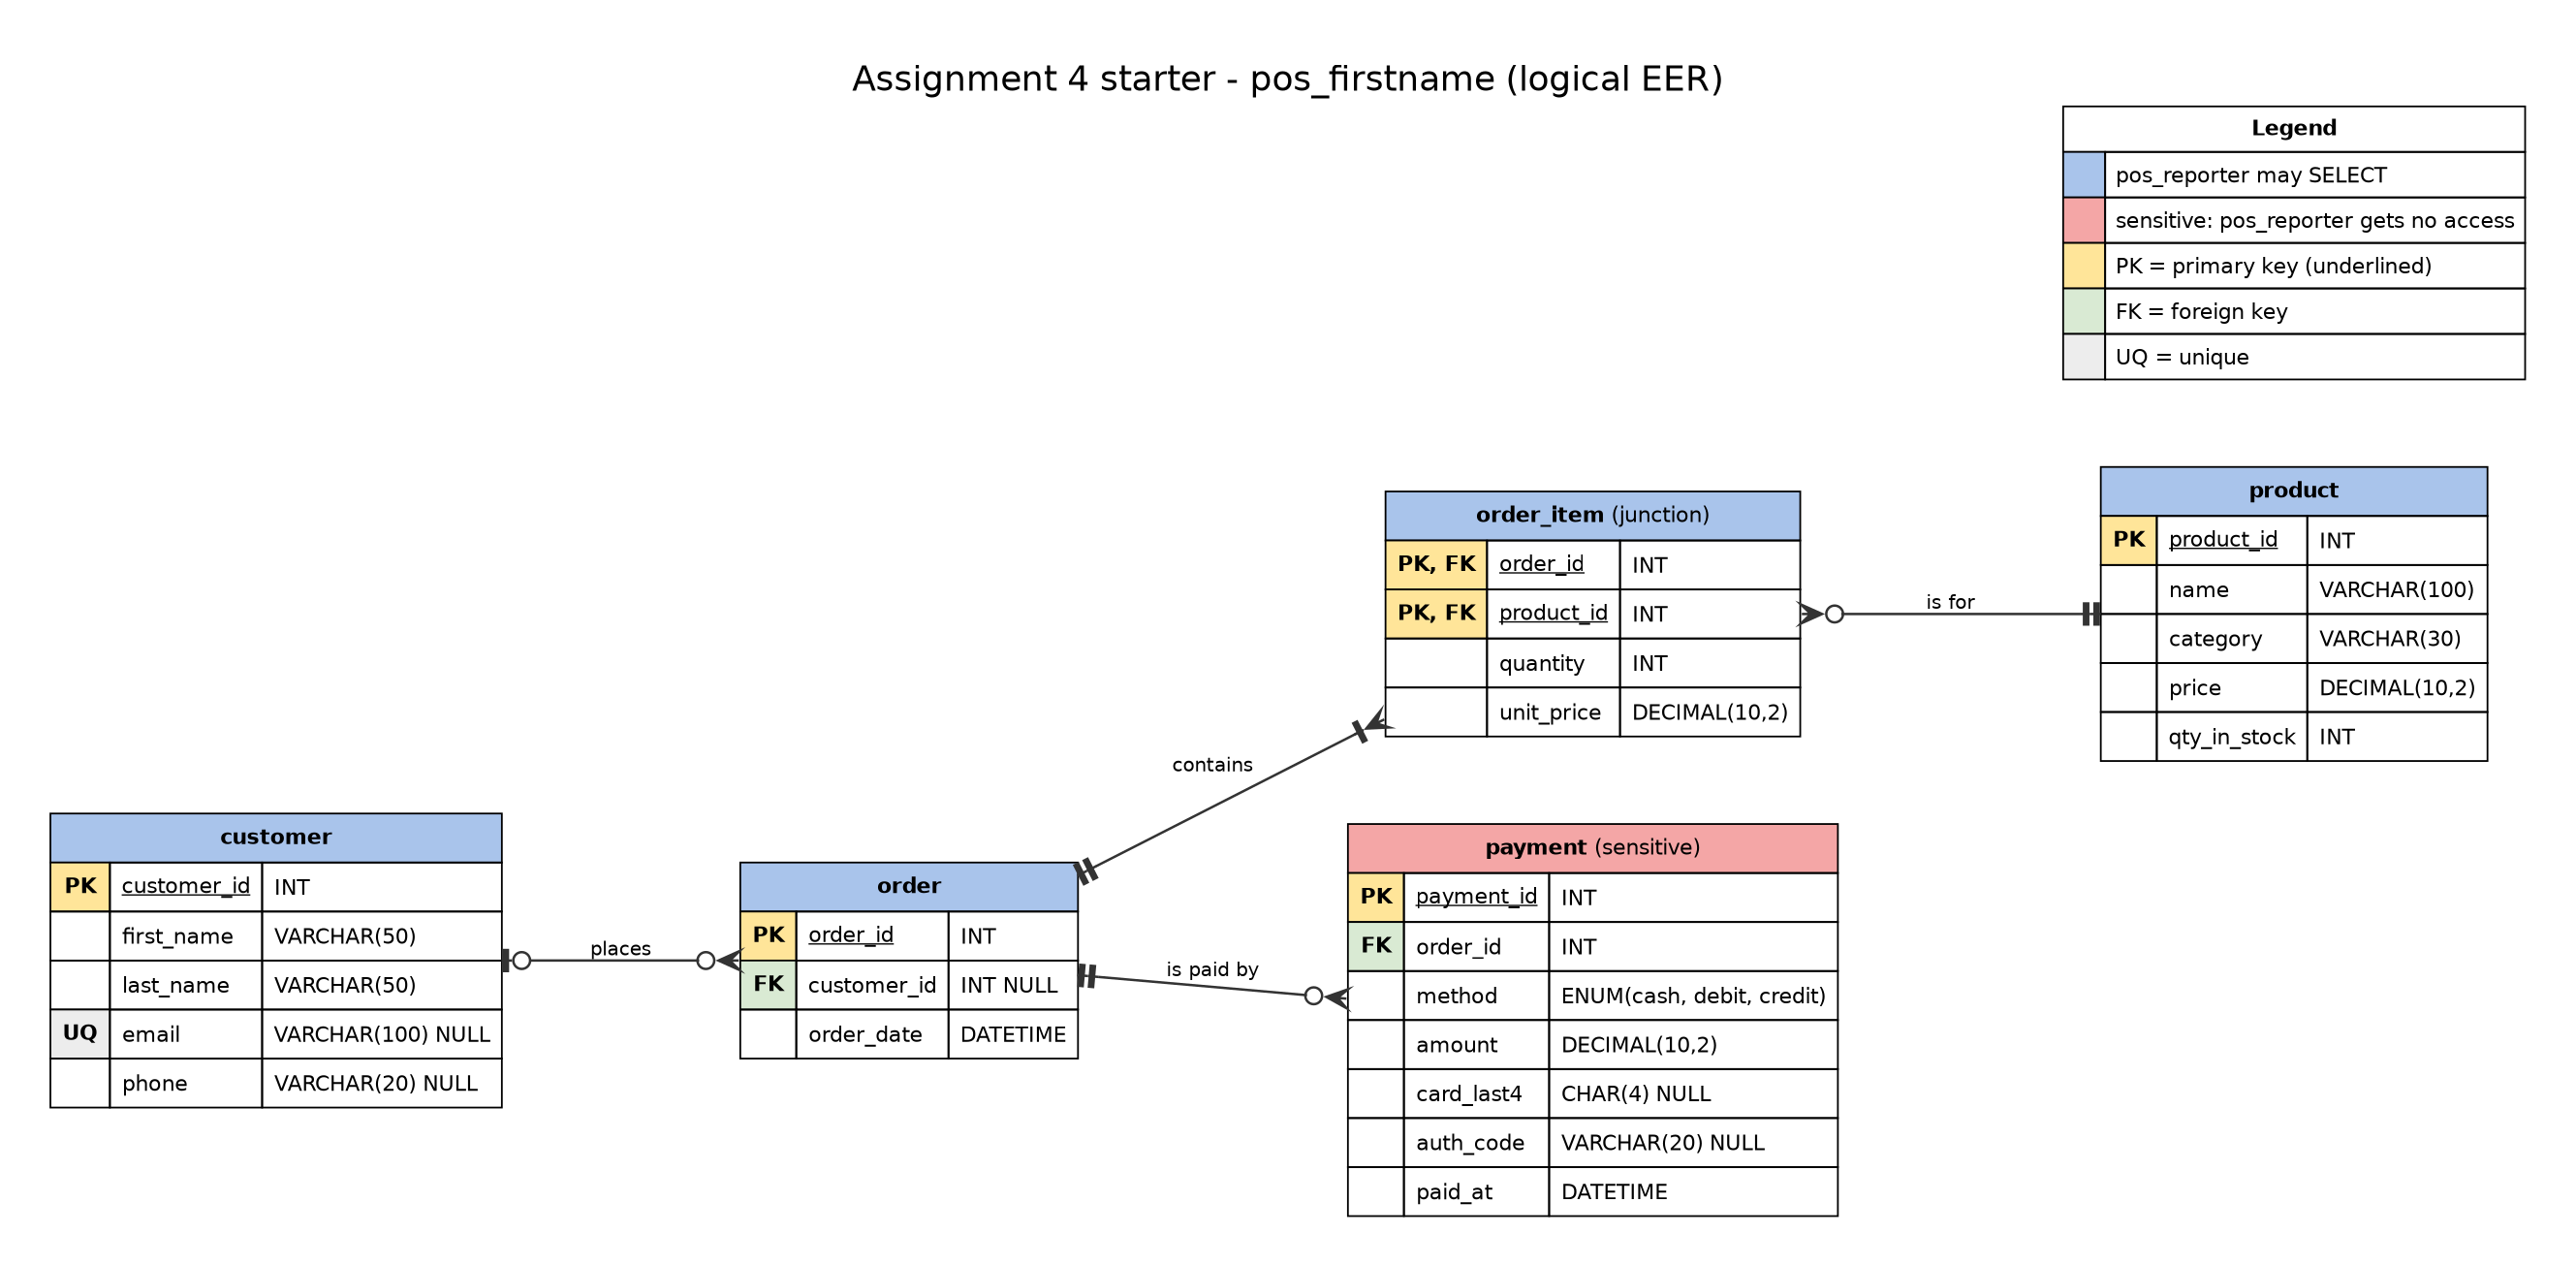 Assignment 4 starter - pos_firstname (logical EER)
Legend
pos_reporter may SELECT
sensitive: pos_reporter gets no access
PK = primary key (underlined)
FK = foreign key
UQ = unique
customer
PK customer_id INT
first_name VARCHAR(50)
last_name VARCHAR(50)
UQ email VARCHAR(100) NULL
phone VARCHAR(20) NULL
places
order
PK order_id INT
FK customer_id INT NULL
order_date DATETIME
contains
is paid by
order_item (junction)
PK, FK order_id INT
PK, FK product_id INT
quantity INT
unit_price DECIMAL(10,2)
is for
product
PK product_id INT
name VARCHAR(100)
category VARCHAR(30)
price DECIMAL(10,2)
qty_in_stock INT
payment (sensitive)
PK payment_id INT
FK order_id INT
method ENUM(cash, debit, credit)
amount DECIMAL(10,2)
card_last4 CHAR(4) NULL
auth_code VARCHAR(20) NULL
paid_at DATETIME